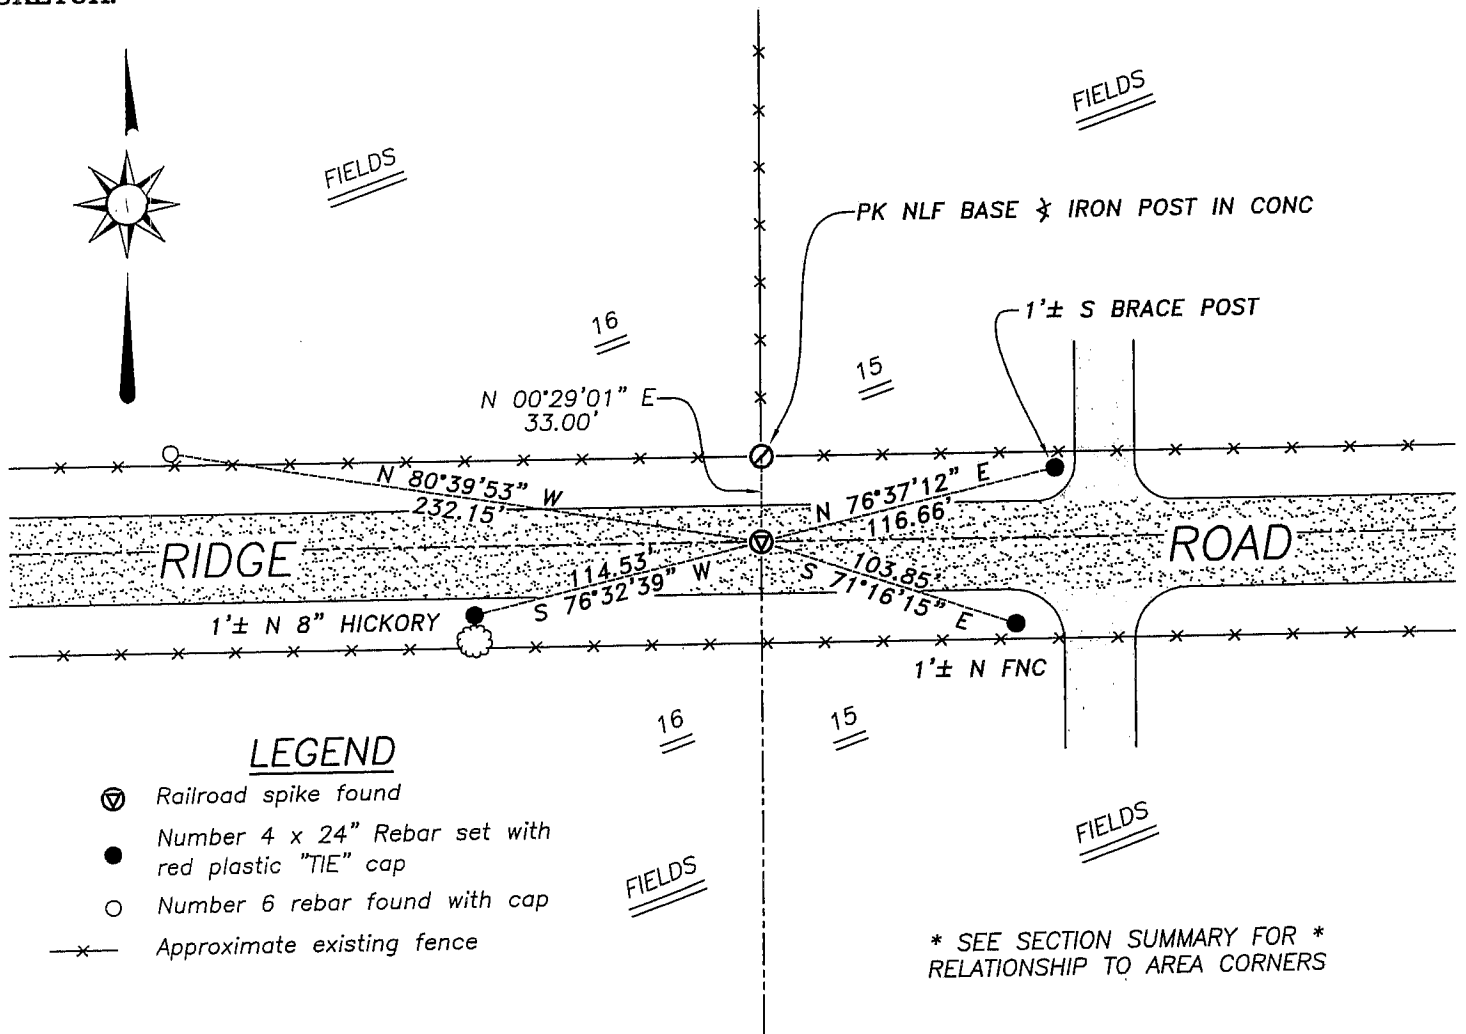 FIELDS
FIELDS
PK NLF BASE & IRON POST IN CONC
16
1'± S BRACE POST
15
N 00°29'01" E
33.00'
N 80°39'53" W
232.15'
N 76°37'12" E
116.66'
RIDGE
ROAD
114.53'
S 76°32'39" W
103.85'
S 71°16'15" E
1'± N 8" HICKORY
1'± N FNC
16
15
LEGEND
Railroad spike found
Number 4 x 24" Rebar set with
red plastic "TIE" cap
Number 6 rebar found with cap
Approximate existing fence
FIELDS
FIELDS
* SEE SECTION SUMMARY FOR *
RELATIONSHIP TO AREA CORNERS